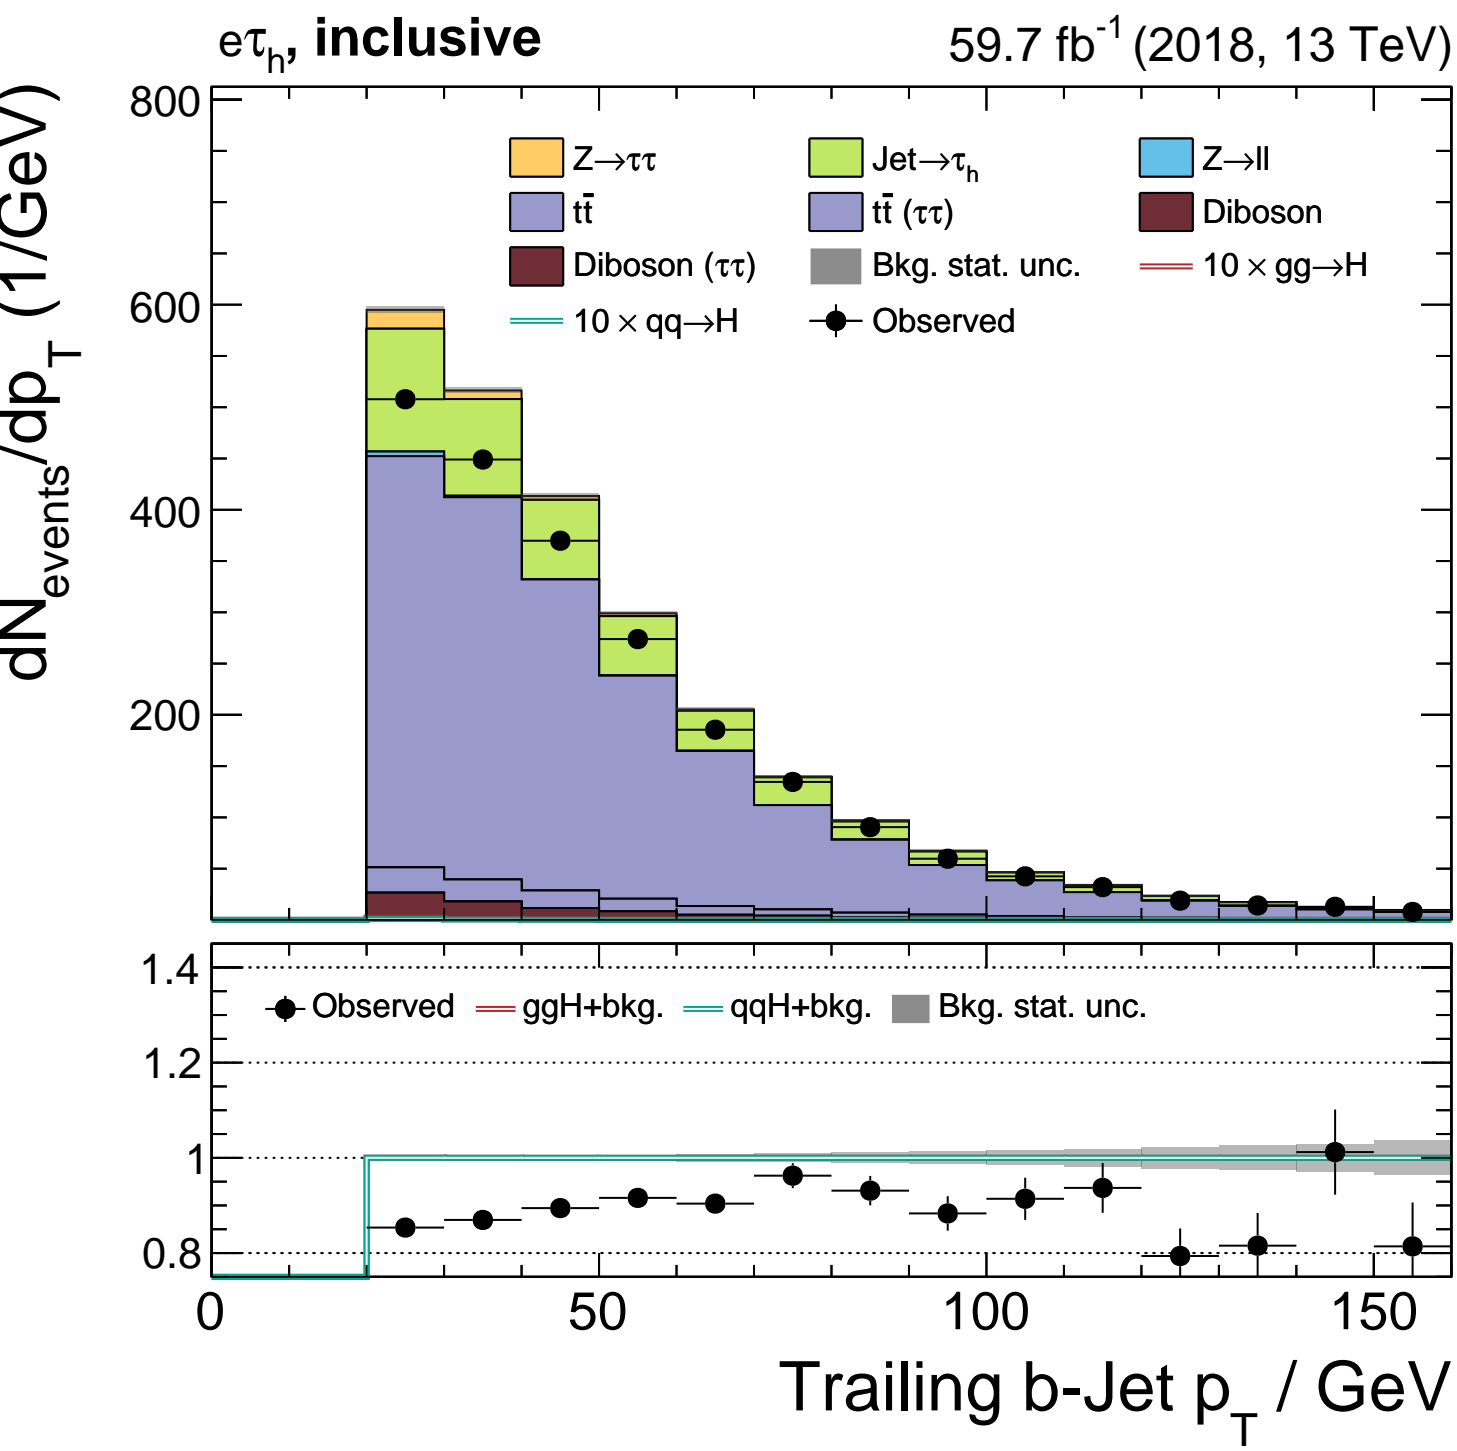 eτh, inclusive
59.7 fb-1 (2018, 13 TeV)
dNevents/dpT (1/GeV)
800
600
400
200
Z→ττ Jet→τh Z→ll
tt̄ tt̄ (ττ) Diboson
Diboson (ττ) Bkg. stat. unc. 10 × gg→H
10 × qq→H Observed
1.4
1.2
1
0.8
Observed ggH+bkg. qqH+bkg. Bkg. stat. unc.
0 50 100 150
Trailing b-Jet pT / GeV